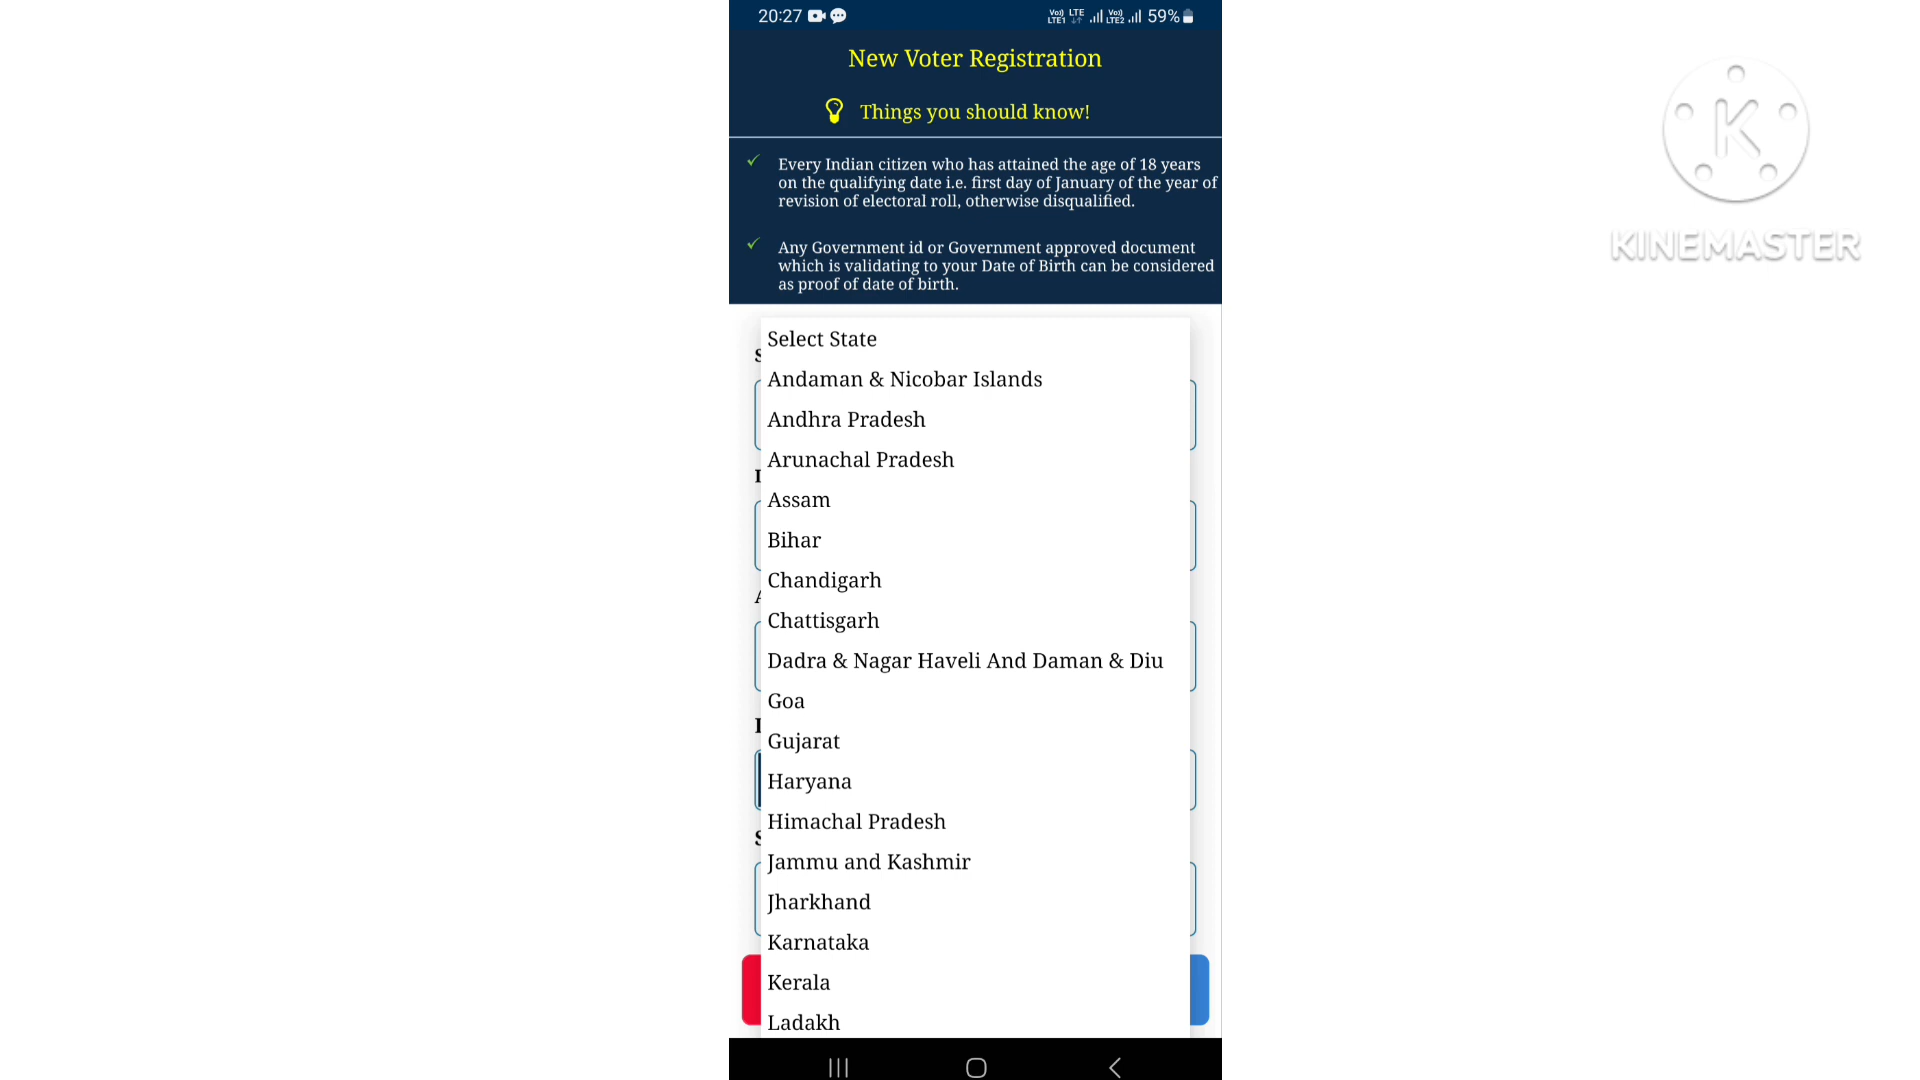 20:27 Vo) LTE1 LTE Vo) LTE2 59%
New Voter Registration
Things you should know!
Every Indian citizen who has attained the age of 18 years
on the qualifying date i.e. first day of January of the year of
revision of electoral roll, otherwise disqualified.
Any Government id or Government approved document
which is validating to your Date of Birth can be considered
as proof of date of birth.
Select State
Andaman & Nicobar Islands
Andhra Pradesh
Arunachal Pradesh
Assam
Bihar
Chandigarh
Chattisgarh
Dadra & Nagar Haveli And Daman & Diu
Goa
Gujarat
Haryana
Himachal Pradesh
Jammu and Kashmir
Jharkhand
Karnataka
Kerala
Ladakh
K
KINEMASTER